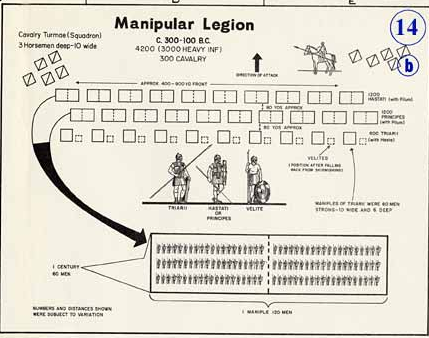 Manipular Legion
C. 300-100 B.C.
4200 (3000 HEAVY INF)
300 CAVALRY
Cavalry Turmae (Squadron)
3 Horsemen deep-10 wide
14
b
DIRECTION OF ATTACK
APPROX 400-600 YD FRONT
1200
HASTATI (with Pilum)
80 YDS APPROX
1200
PRINCIPES
(with Pilum)
80 YDS APPROX
600 TRIARII
(with Hasta)
VELITES
(POSITION AFTER FALLING
BACK FROM SKIRMISHING)
MANIPLES OF TRIARII WERE 60 MEN
STRONG-10 WIDE AND 6 DEEP
TRIARII
HASTATI
OR
PRINCIPES
VELITE
1 CENTURY
60 MEN
NUMBERS AND DISTANCES SHOWN
WERE SUBJECT TO VARIATION
1 MANIPLE 120 MEN